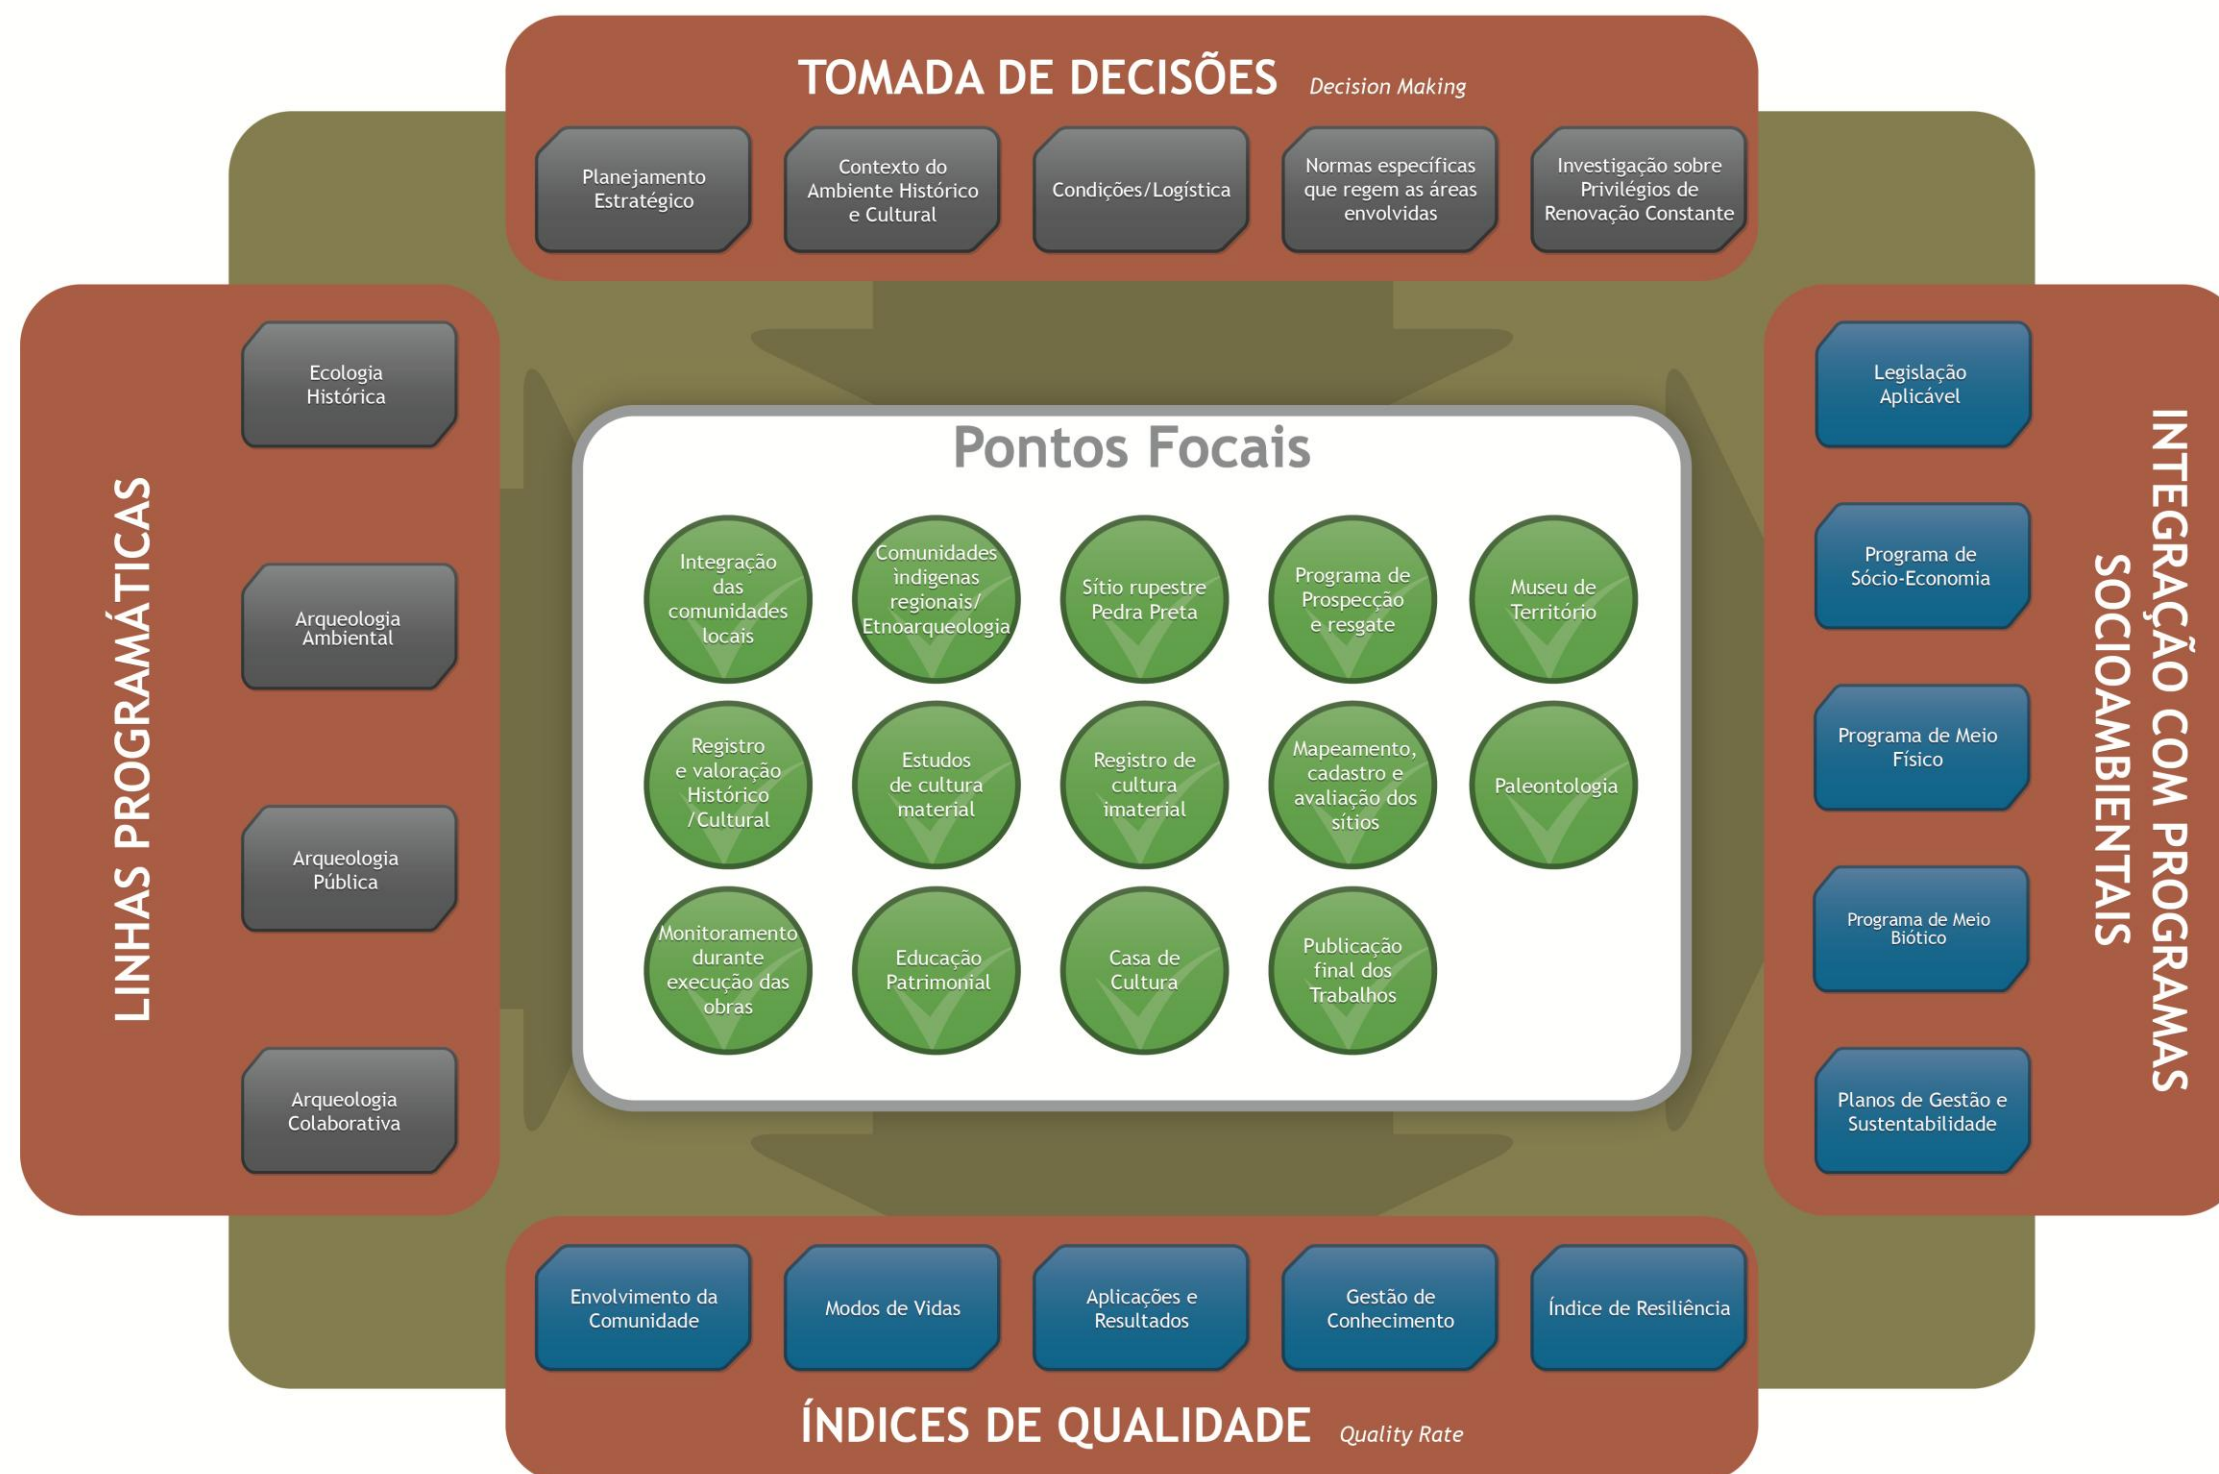 TOMADA DE DECISÕES Decision Making
Planejamento
Estratégico
Contexto do
Ambiente Histórico
e Cultural
Condições/Logística
Normas específicas
que regem as áreas
envolvidas
Investigação sobre
Privilégios de
Renovação Constante
LINHAS PROGRAMÁTICAS
Ecologia
Histórica
Arqueologia
Ambiental
Arqueologia
Pública
Arqueologia
Colaborativa
Pontos Focais
Integração
das
comunidades
locais
Comunidades
ìndigenas
regionais/
Etnoarqueologia
Sítio rupestre
Pedra Preta
Programa de
Prospecção
e resgate
Museu de
Território
Registro
e valoração
Histórico
/Cultural
Estudos
de cultura
material
Registro de
cultura
imaterial
Mapeamento,
cadastro e
avaliação dos
sítios
Paleontologia
Monitoramento
durante
execução das
obras
Educação
Patrimonial
Casa de
Cultura
Publicação
final dos
Trabalhos
INTEGRAÇÃO COM PROGRAMAS
SOCIOAMBIENTAIS
Legislação
Aplicável
Programa de
Sócio-Economia
Programa de Meio
Físico
Programa de Meio
Biótico
Planos de Gestão e
Sustentabilidade
Envolvimento da
Comunidade
Modos de Vidas
Aplicações e
Resultados
Gestão de
Conhecimento
Índice de Resiliência
ÍNDICES DE QUALIDADE Quality Rate